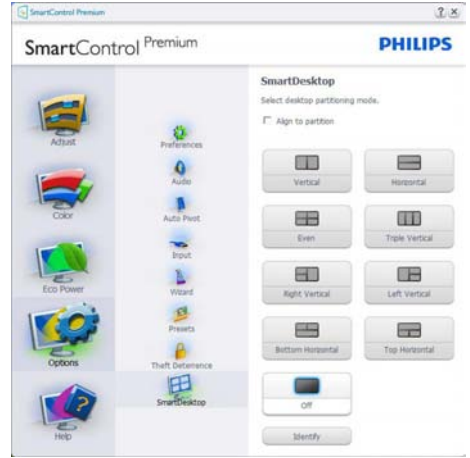 SmartControl Premium
? ×
SmartControl Premium
PHILIPS
Adjust
Color
Eco Power
Options
Help
Preferences
Audio
Auto Pivot
Input
Wizard
Presets
Theft Deterrence
SmartDesktop
SmartDesktop
Select desktop partitioning mode.
Align to partition
Vertical
Horizontal
Even
Triple Vertical
Right Vertical
Left Vertical
Bottom Horizontal
Top Horizontal
Off
Identify